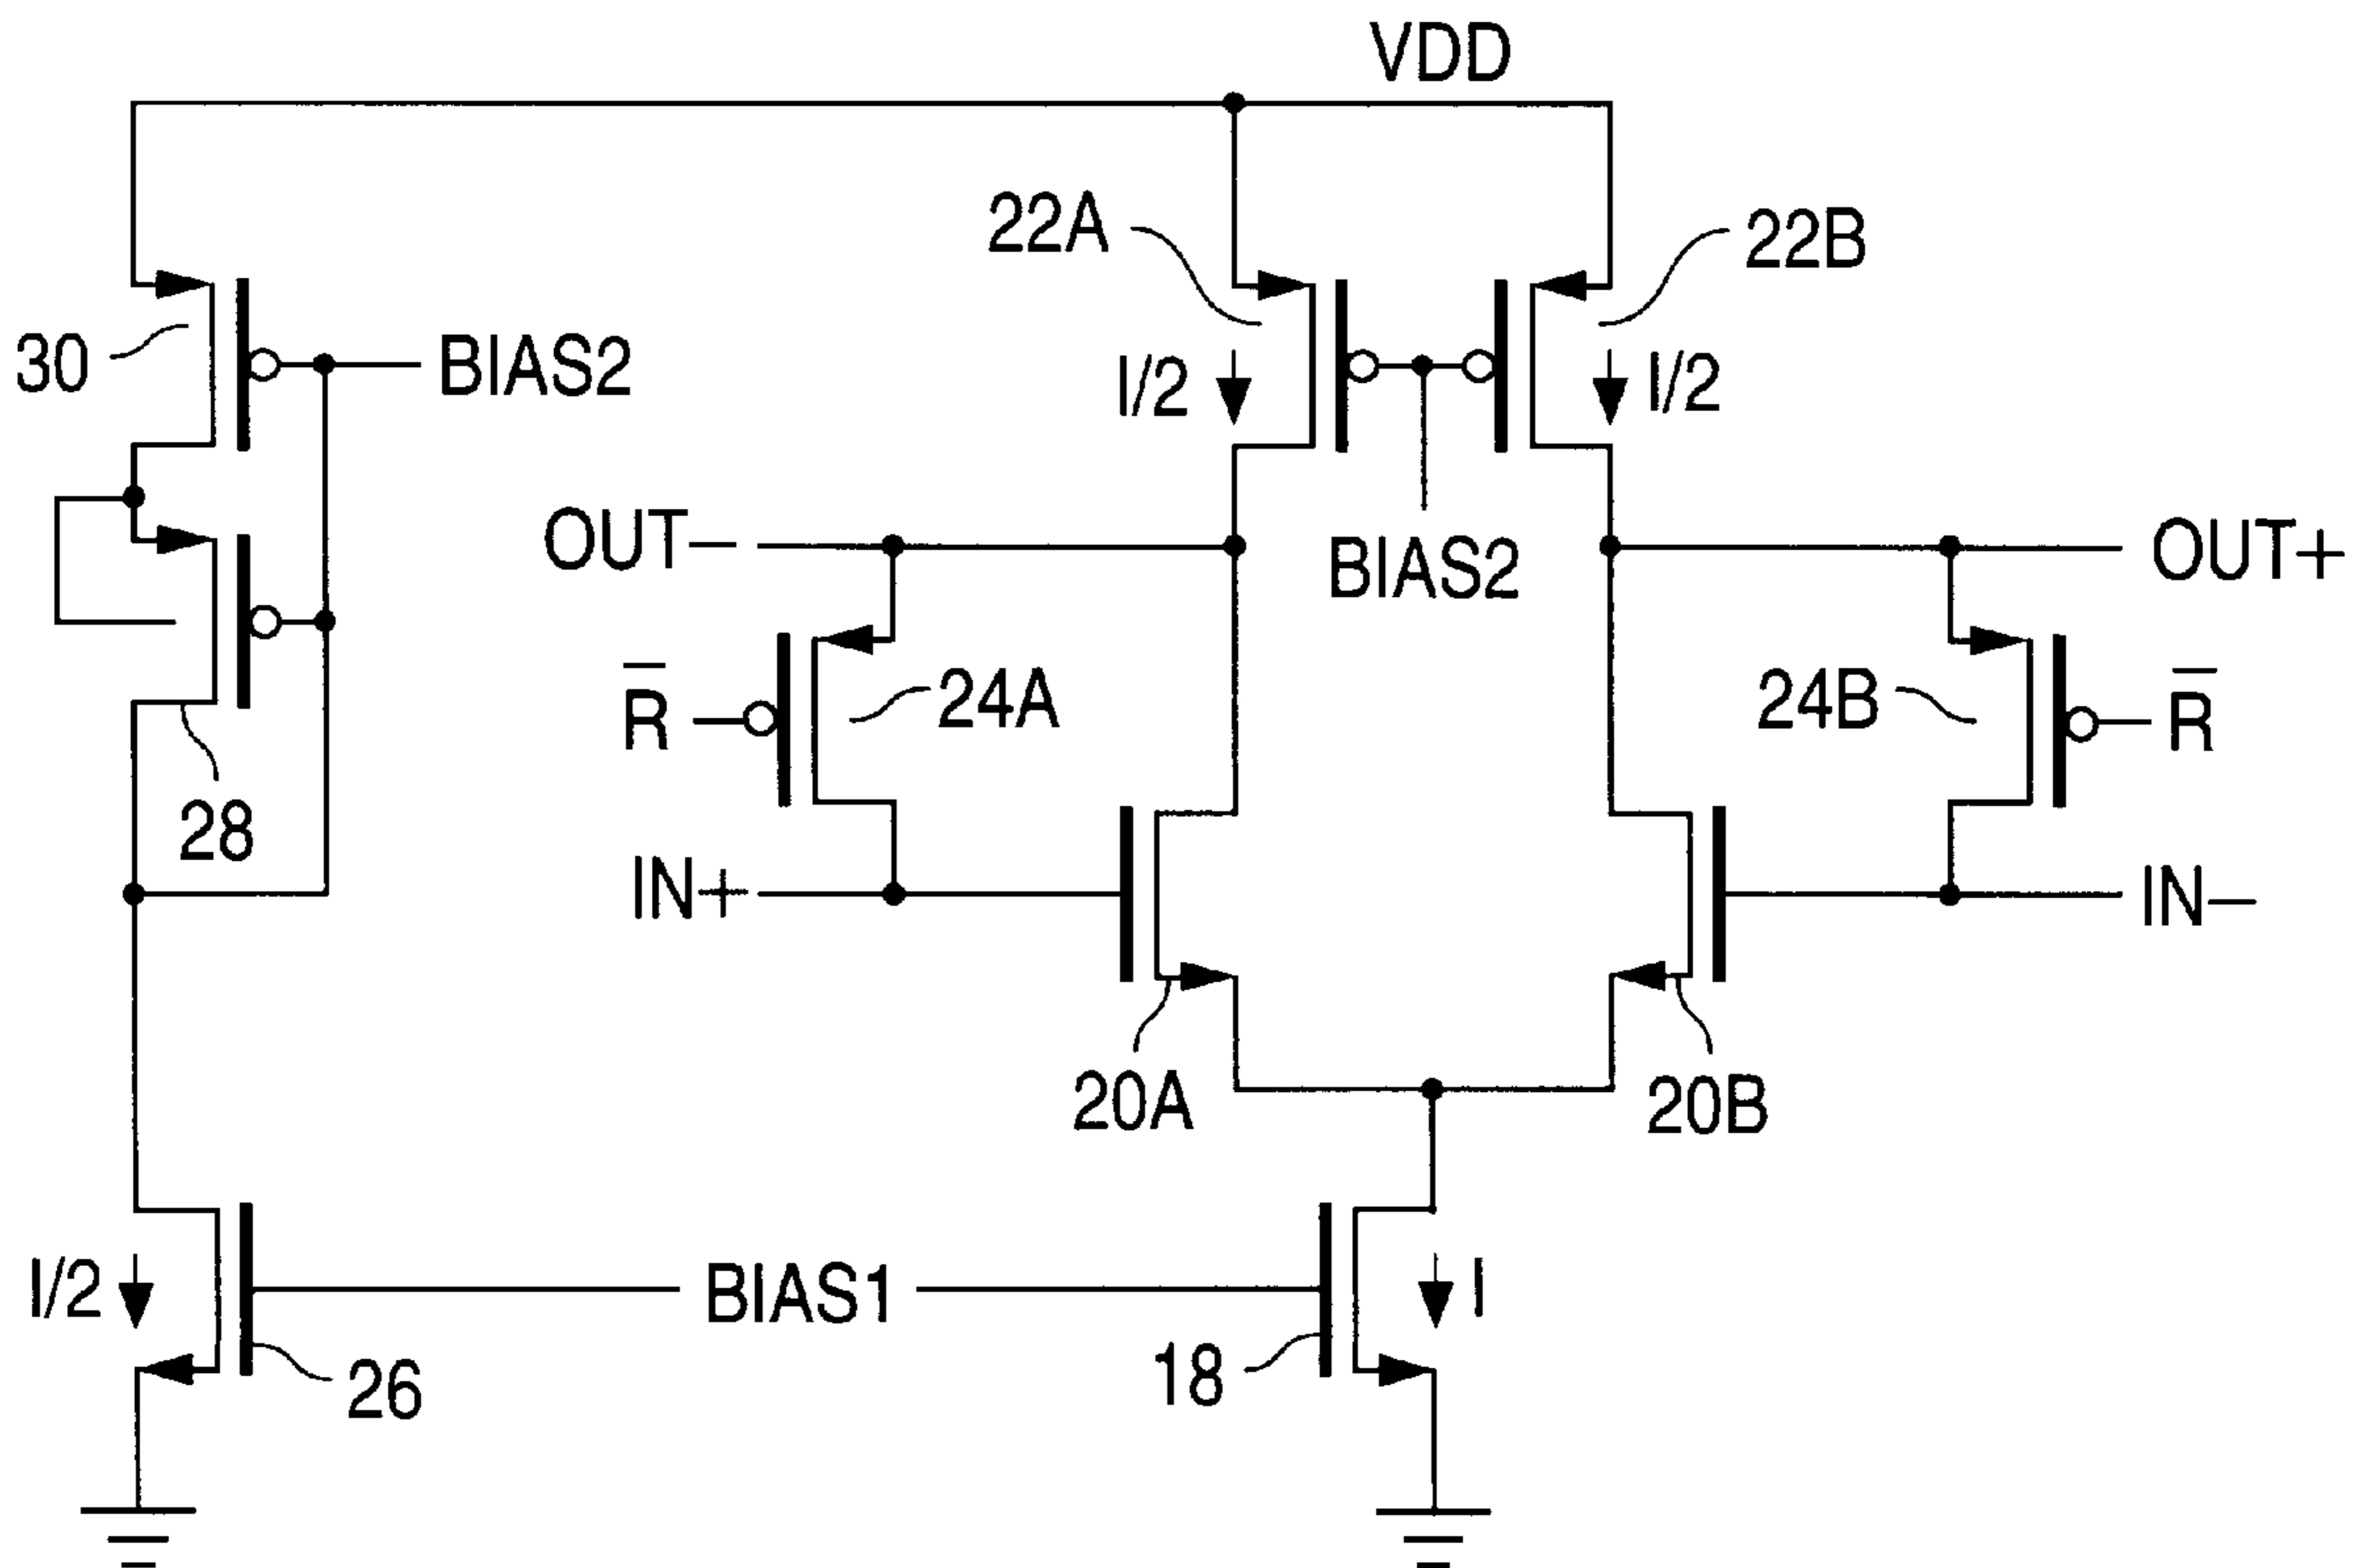 VDD
22A
22B
30
BIAS2
I/2
I/2
OUT−
BIAS2
OUT+
R̅
24A
24B
R̅
28
IN+
IN−
20A
20B
I/2
BIAS1
I
26
18